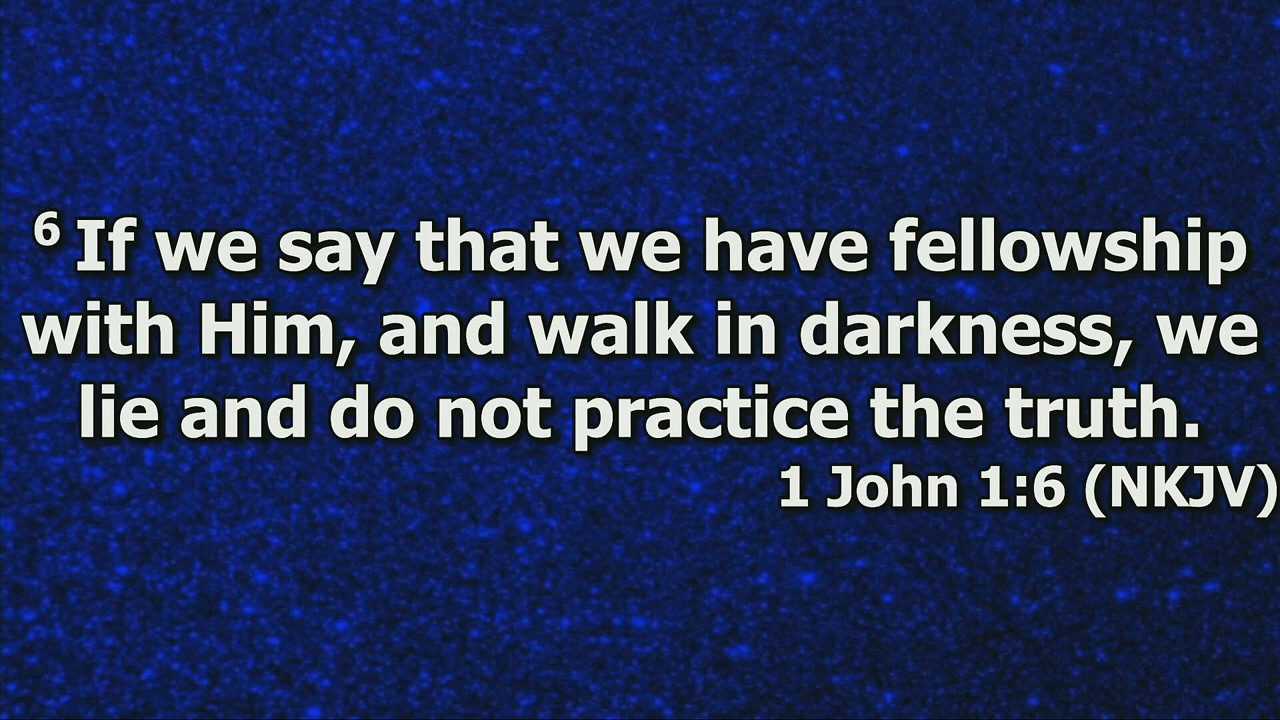 6 If we say that we have fellowship
with Him, and walk in darkness, we
lie and do not practice the truth.
1 John 1:6 (NKJV)